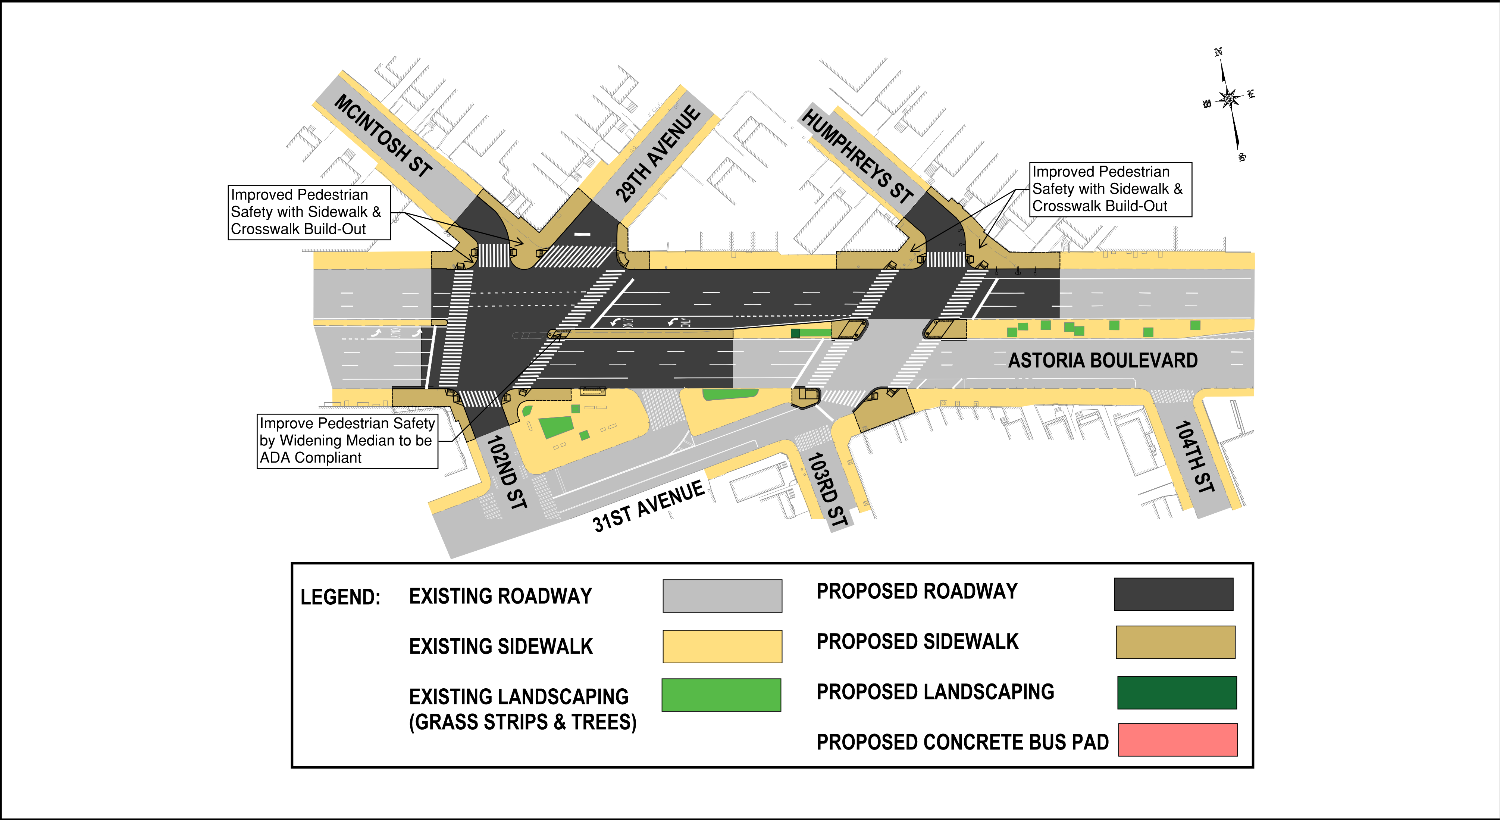 N
W
E
S
MCINTOSH ST
29TH AVENUE
HUMPHREYS ST
Improved Pedestrian
Safety with Sidewalk &
Crosswalk Build-Out
Improved Pedestrian
Safety with Sidewalk &
Crosswalk Build-Out
ASTORIA BOULEVARD
Improve Pedestrian Safety
by Widening Median to be
ADA Compliant
102ND ST
31ST AVENUE
103RD ST
104TH ST
LEGEND:
EXISTING ROADWAY
EXISTING SIDEWALK
EXISTING LANDSCAPING
(GRASS STRIPS & TREES)
PROPOSED ROADWAY
PROPOSED SIDEWALK
PROPOSED LANDSCAPING
PROPOSED CONCRETE BUS PAD